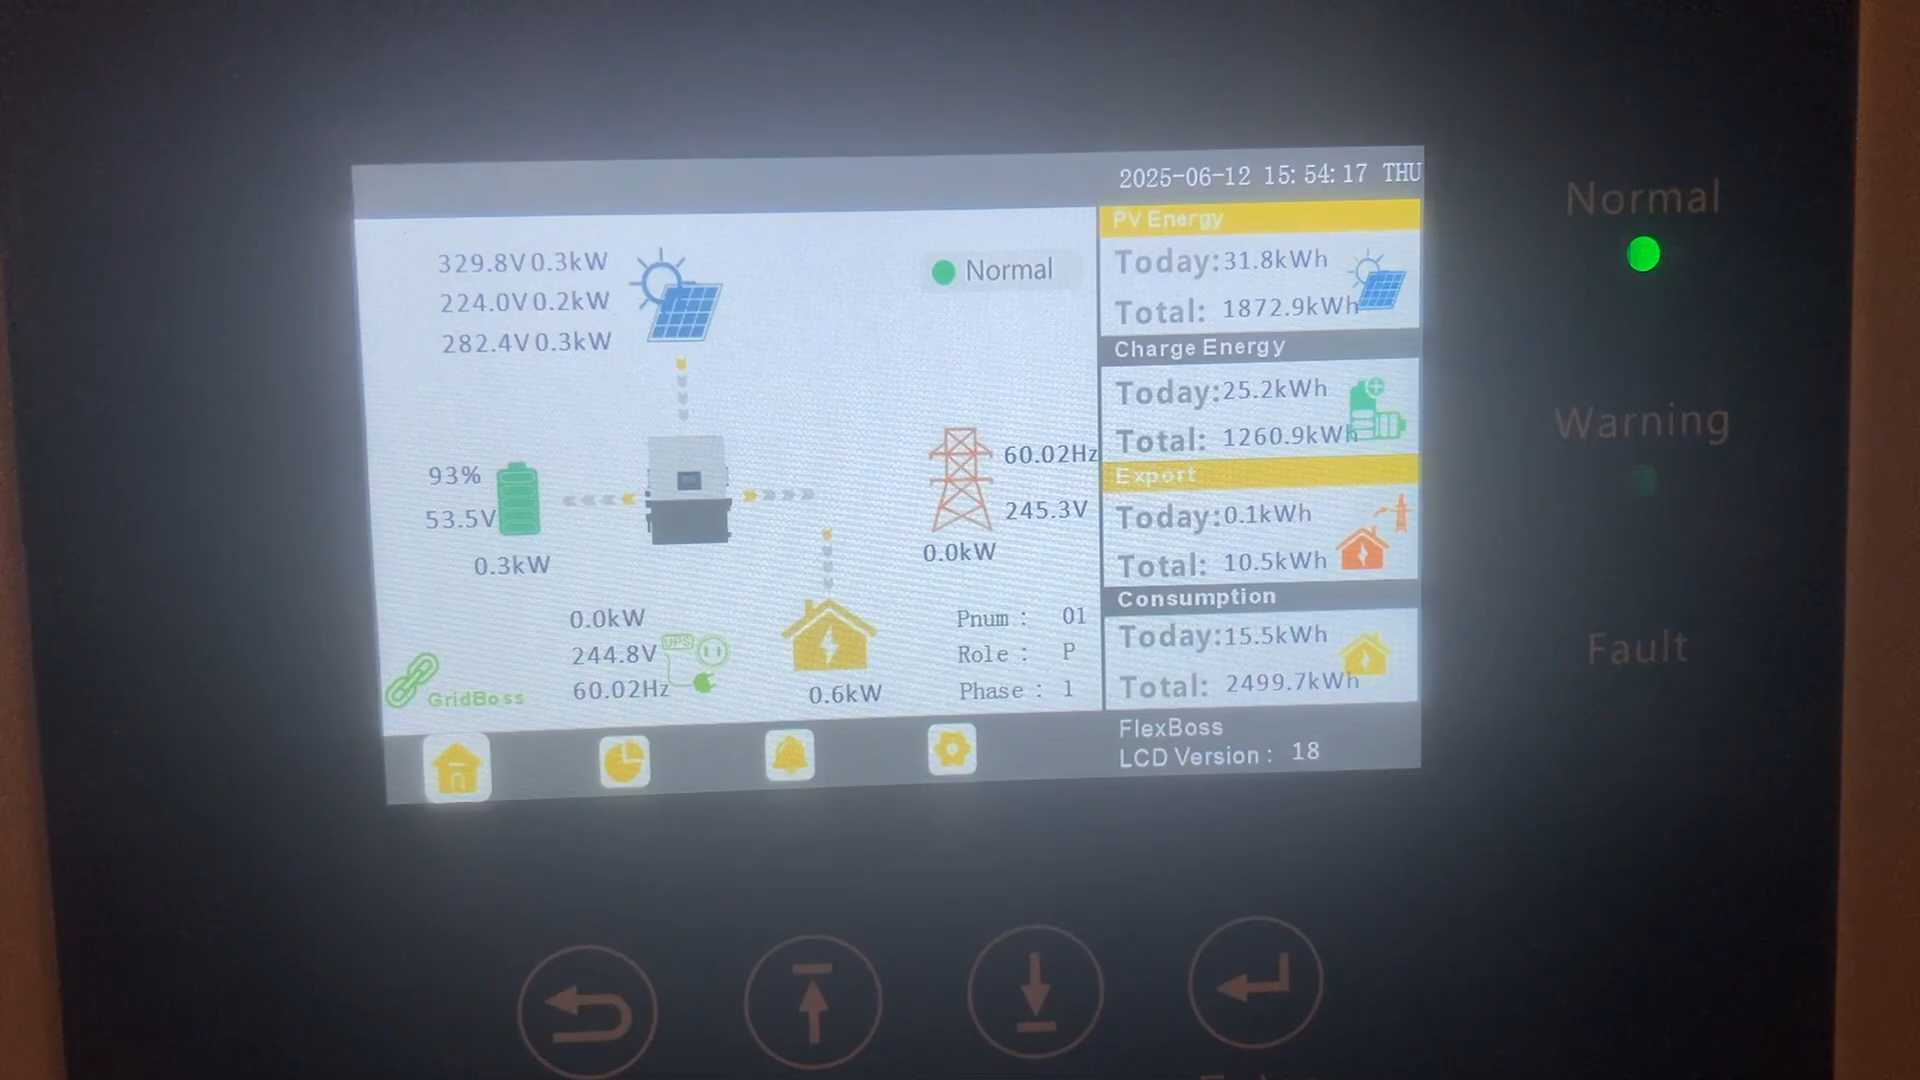 2025-06-12 15:54:17 THU
329.8V 0.3kW
224.0V 0.2kW
282.4V 0.3kW
Normal
93%
53.5V
0.3kW
60.02Hz
245.3V
0.0kW
0.0kW
244.8V
60.02Hz
UPS
0.6kW
Pnum : 01
Role : P
Phase : 1
GridBoss
PV Energy
Today: 31.8kWh
Total: 1872.9kWh
Charge Energy
Today: 25.2kWh
Total: 1260.9kWh
Export
Today: 0.1kWh
Total: 10.5kWh
Consumption
Today: 15.5kWh
Total: 2499.7kWh
FlexBoss
LCD Version : 18
Normal
Warning
Fault